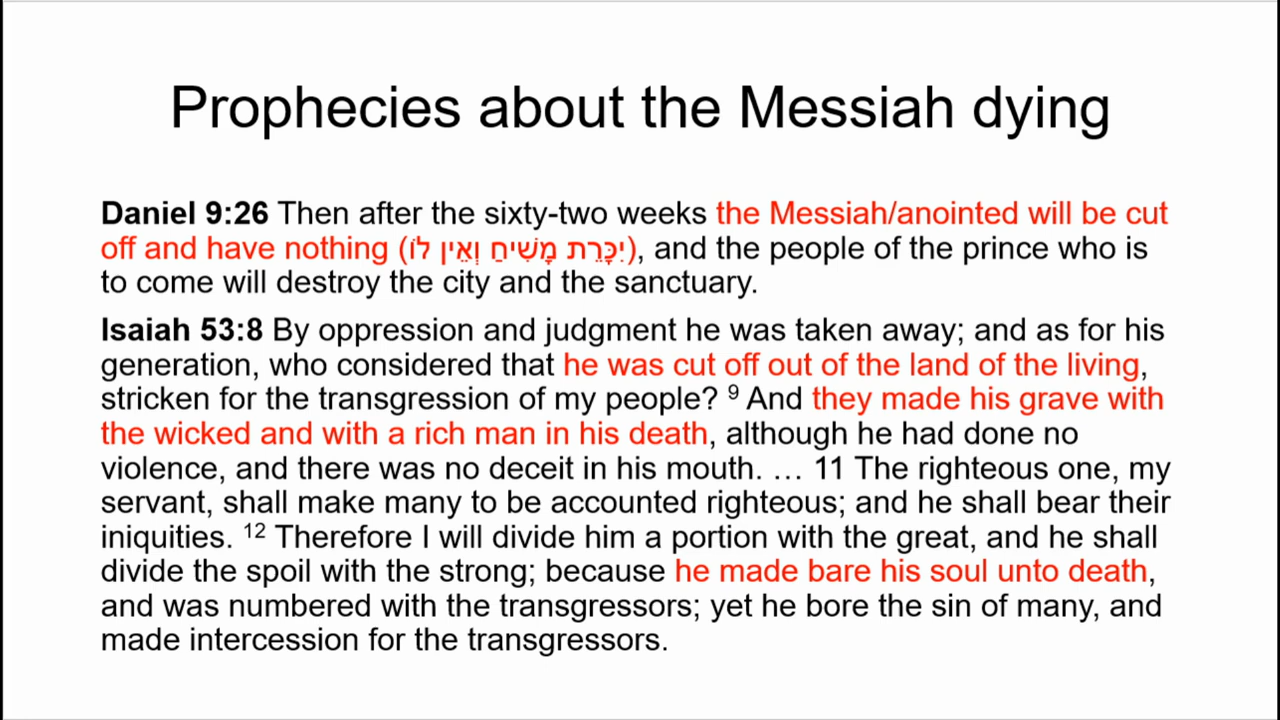 Prophecies about the Messiah dying
Daniel 9:26 Then after the sixty-two weeks the Messiah/anointed will be cut
off and have nothing (יִכָּרֵת מָשִׁיחַ וְאֵין לוֹ), and the people of the prince who is
to come will destroy the city and the sanctuary.
Isaiah 53:8 By oppression and judgment he was taken away; and as for his
generation, who considered that he was cut off out of the land of the living,
stricken for the transgression of my people? ⁹ And they made his grave with
the wicked and with a rich man in his death, although he had done no
violence, and there was no deceit in his mouth. … 11 The righteous one, my
servant, shall make many to be accounted righteous; and he shall bear their
iniquities. ¹² Therefore I will divide him a portion with the great, and he shall
divide the spoil with the strong; because he made bare his soul unto death,
and was numbered with the transgressors; yet he bore the sin of many, and
made intercession for the transgressors.